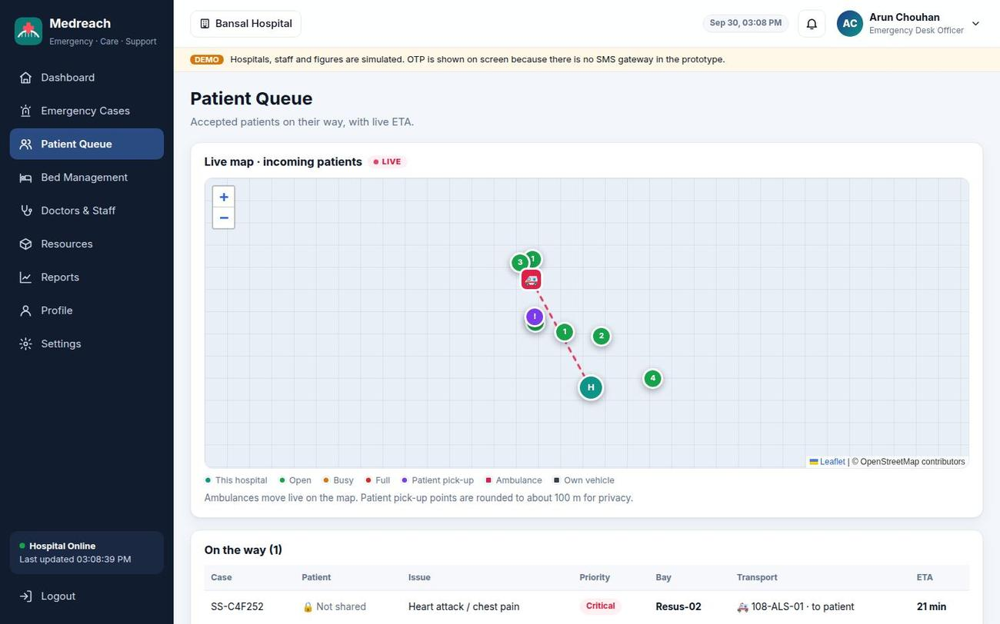 Medreach
Emergency · Care · Support
Dashboard
Emergency Cases
Patient Queue
Bed Management
Doctors & Staff
Resources
Reports
Profile
Settings
Hospital Online
Last updated 03:08:39 PM
Logout
Bansal Hospital
Sep 30, 03:08 PM
AC
Arun Chouhan
Emergency Desk Officer
DEMO Hospitals, staff and figures are simulated. OTP is shown on screen because there is no SMS gateway in the prototype.
Patient Queue
Accepted patients on their way, with live ETA.
Live map · incoming patients LIVE
+
−
3 1
!
1
2
4
H
Leaflet | © OpenStreetMap contributors
This hospital Open Busy Full Patient pick-up Ambulance Own vehicle
Ambulances move live on the map. Patient pick-up points are rounded to about 100 m for privacy.
On the way (1)
Case Patient Issue Priority Bay Transport ETA
SS-C4F252 Not shared Heart attack / chest pain Critical Resus-02 108-ALS-01 · to patient 21 min